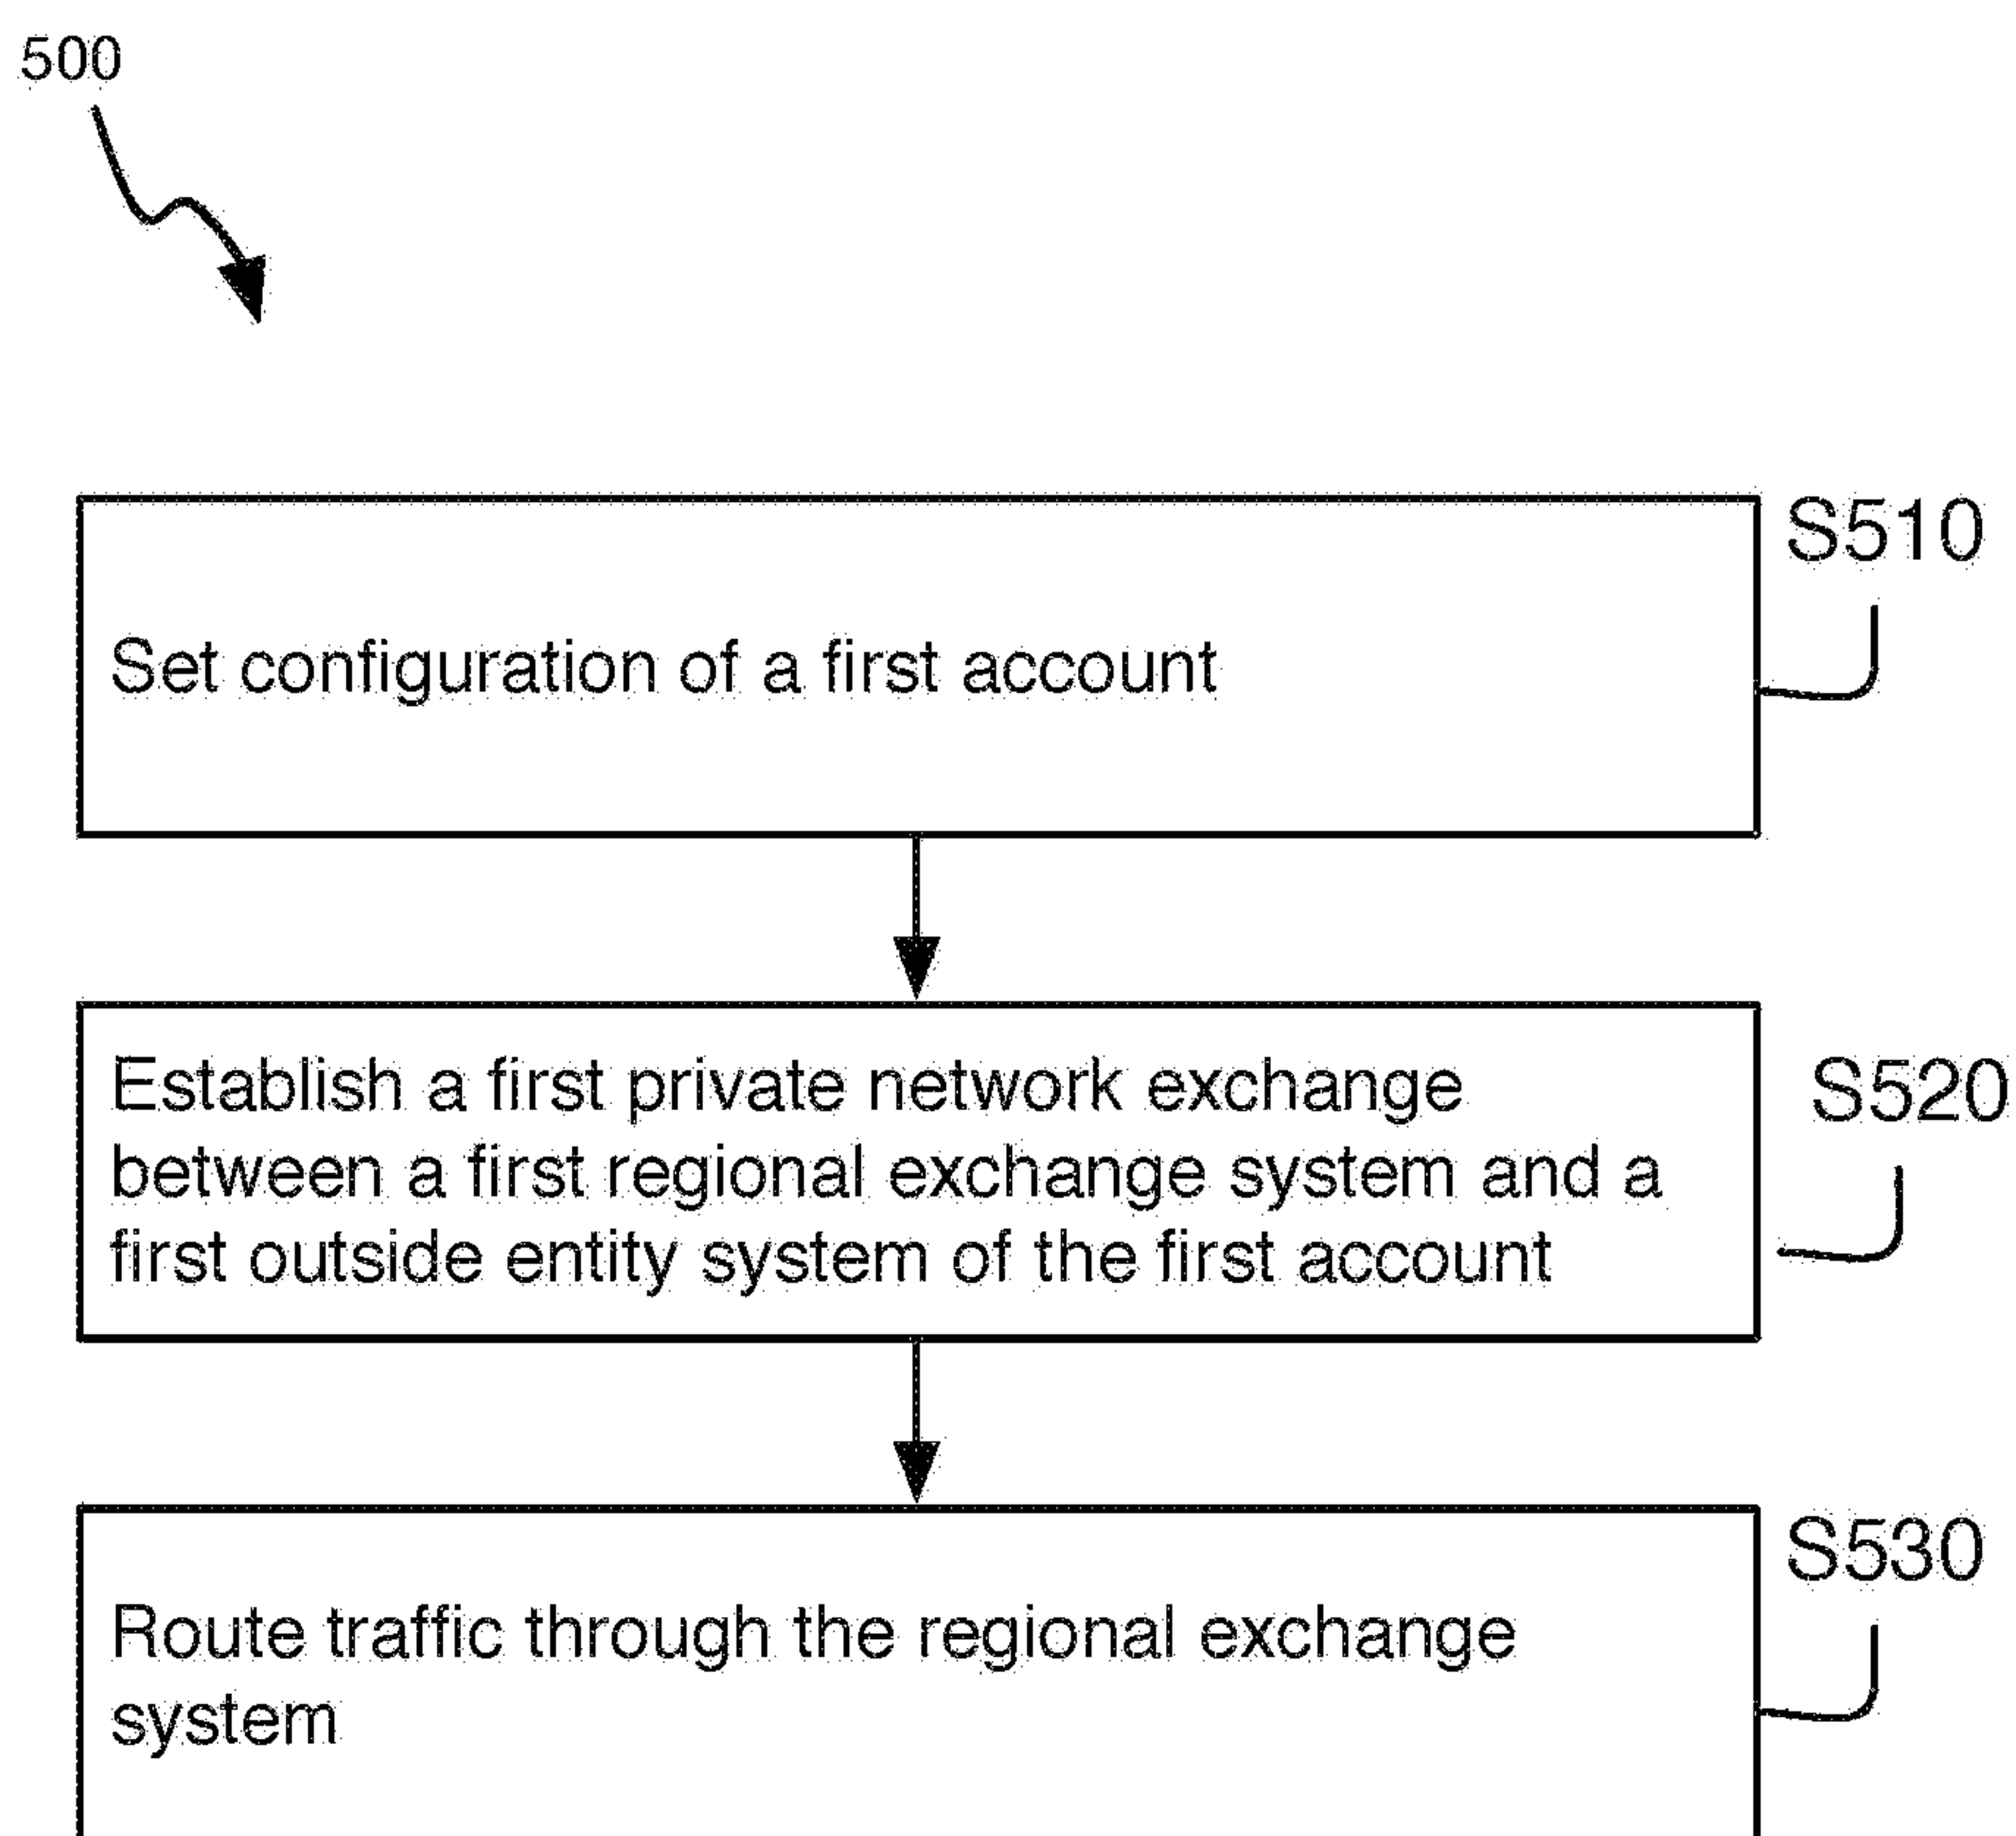 500
S510
Set configuration of a first account
Establish a first private network exchange
between a first regional exchange system and a
first outside entity system of the first account
S520
Route traffic through the regional exchange
system
S530